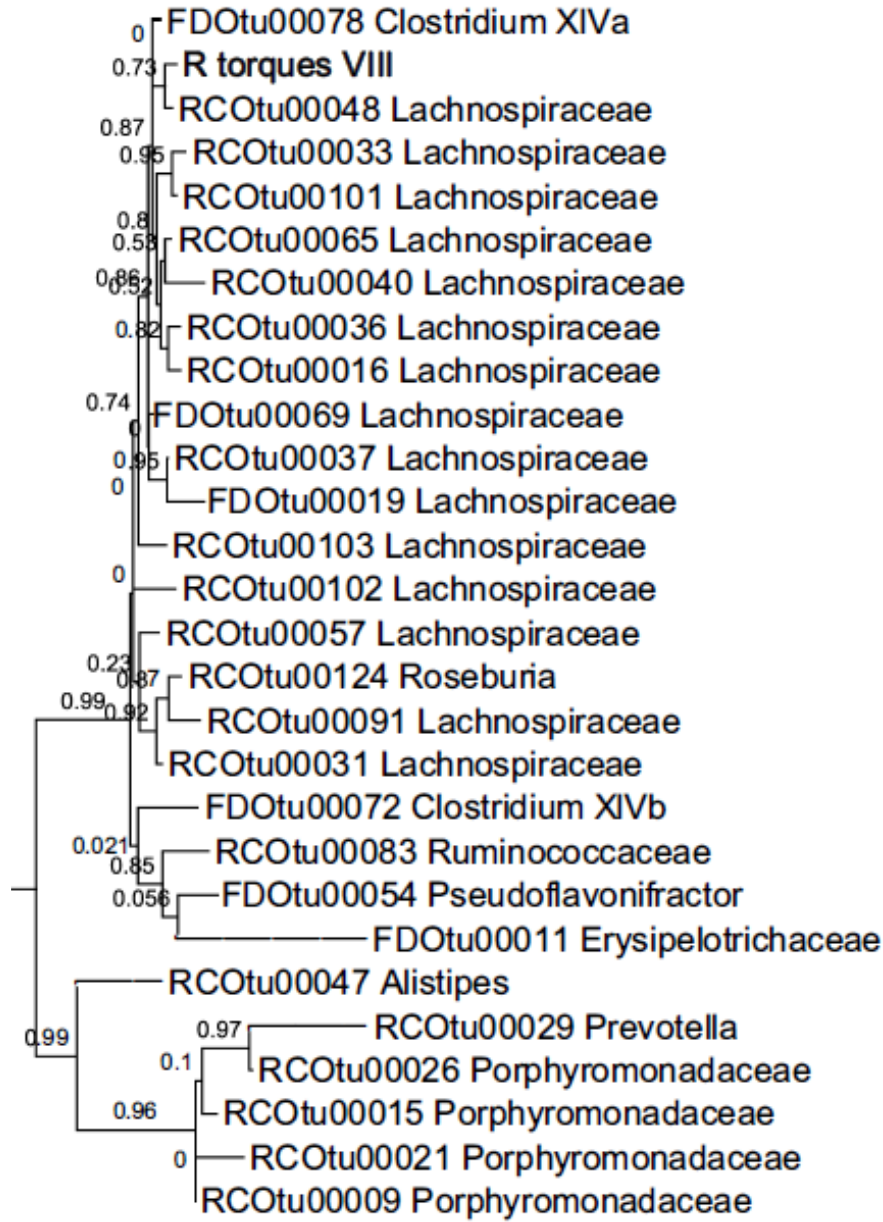 FDOtu00078 Clostridium XIVa
0
R torques VIII
0.73
RCOtu00048 Lachnospiraceae
0.87
RCOtu00033 Lachnospiraceae
0.95
RCOtu00101 Lachnospiraceae
0.8
RCOtu00065 Lachnospiraceae
0.53
RCOtu00040 Lachnospiraceae
0.86
0.52
RCOtu00036 Lachnospiraceae
0.82
RCOtu00016 Lachnospiraceae
0.74
FDOtu00069 Lachnospiraceae
0
RCOtu00037 Lachnospiraceae
0.95
0
FDOtu00019 Lachnospiraceae
RCOtu00103 Lachnospiraceae
0
RCOtu00102 Lachnospiraceae
RCOtu00057 Lachnospiraceae
0.23
0.87
RCOtu00124 Roseburia
0.99
0.92
RCOtu00091 Lachnospiraceae
RCOtu00031 Lachnospiraceae
FDOtu00072 Clostridium XIVb
0.021
RCOtu00083 Ruminococcaceae
0.85
0.056
FDOtu00054 Pseudoflavonifractor
FDOtu00011 Erysipelotrichaceae
RCOtu00047 Alistipes
0.99
0.97
RCOtu00029 Prevotella
0.1
RCOtu00026 Porphyromonadaceae
0.96
RCOtu00015 Porphyromonadaceae
0
RCOtu00021 Porphyromonadaceae
RCOtu00009 Porphyromonadaceae